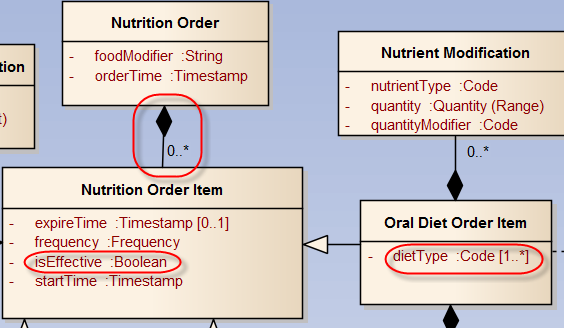 Nutrition Order
- foodModifier :String
- orderTime :Timestamp
tion
t)
0..*
Nutrient Modification
- nutrientType :Code
- quantity :Quantity (Range)
- quantityModifier :Code
0..*
Nutrition Order Item
- expireTime :Timestamp [0..1]
- frequency :Frequency
- isEffective :Boolean
- startTime :Timestamp
Oral Diet Order Item
- dietType :Code [1..*]